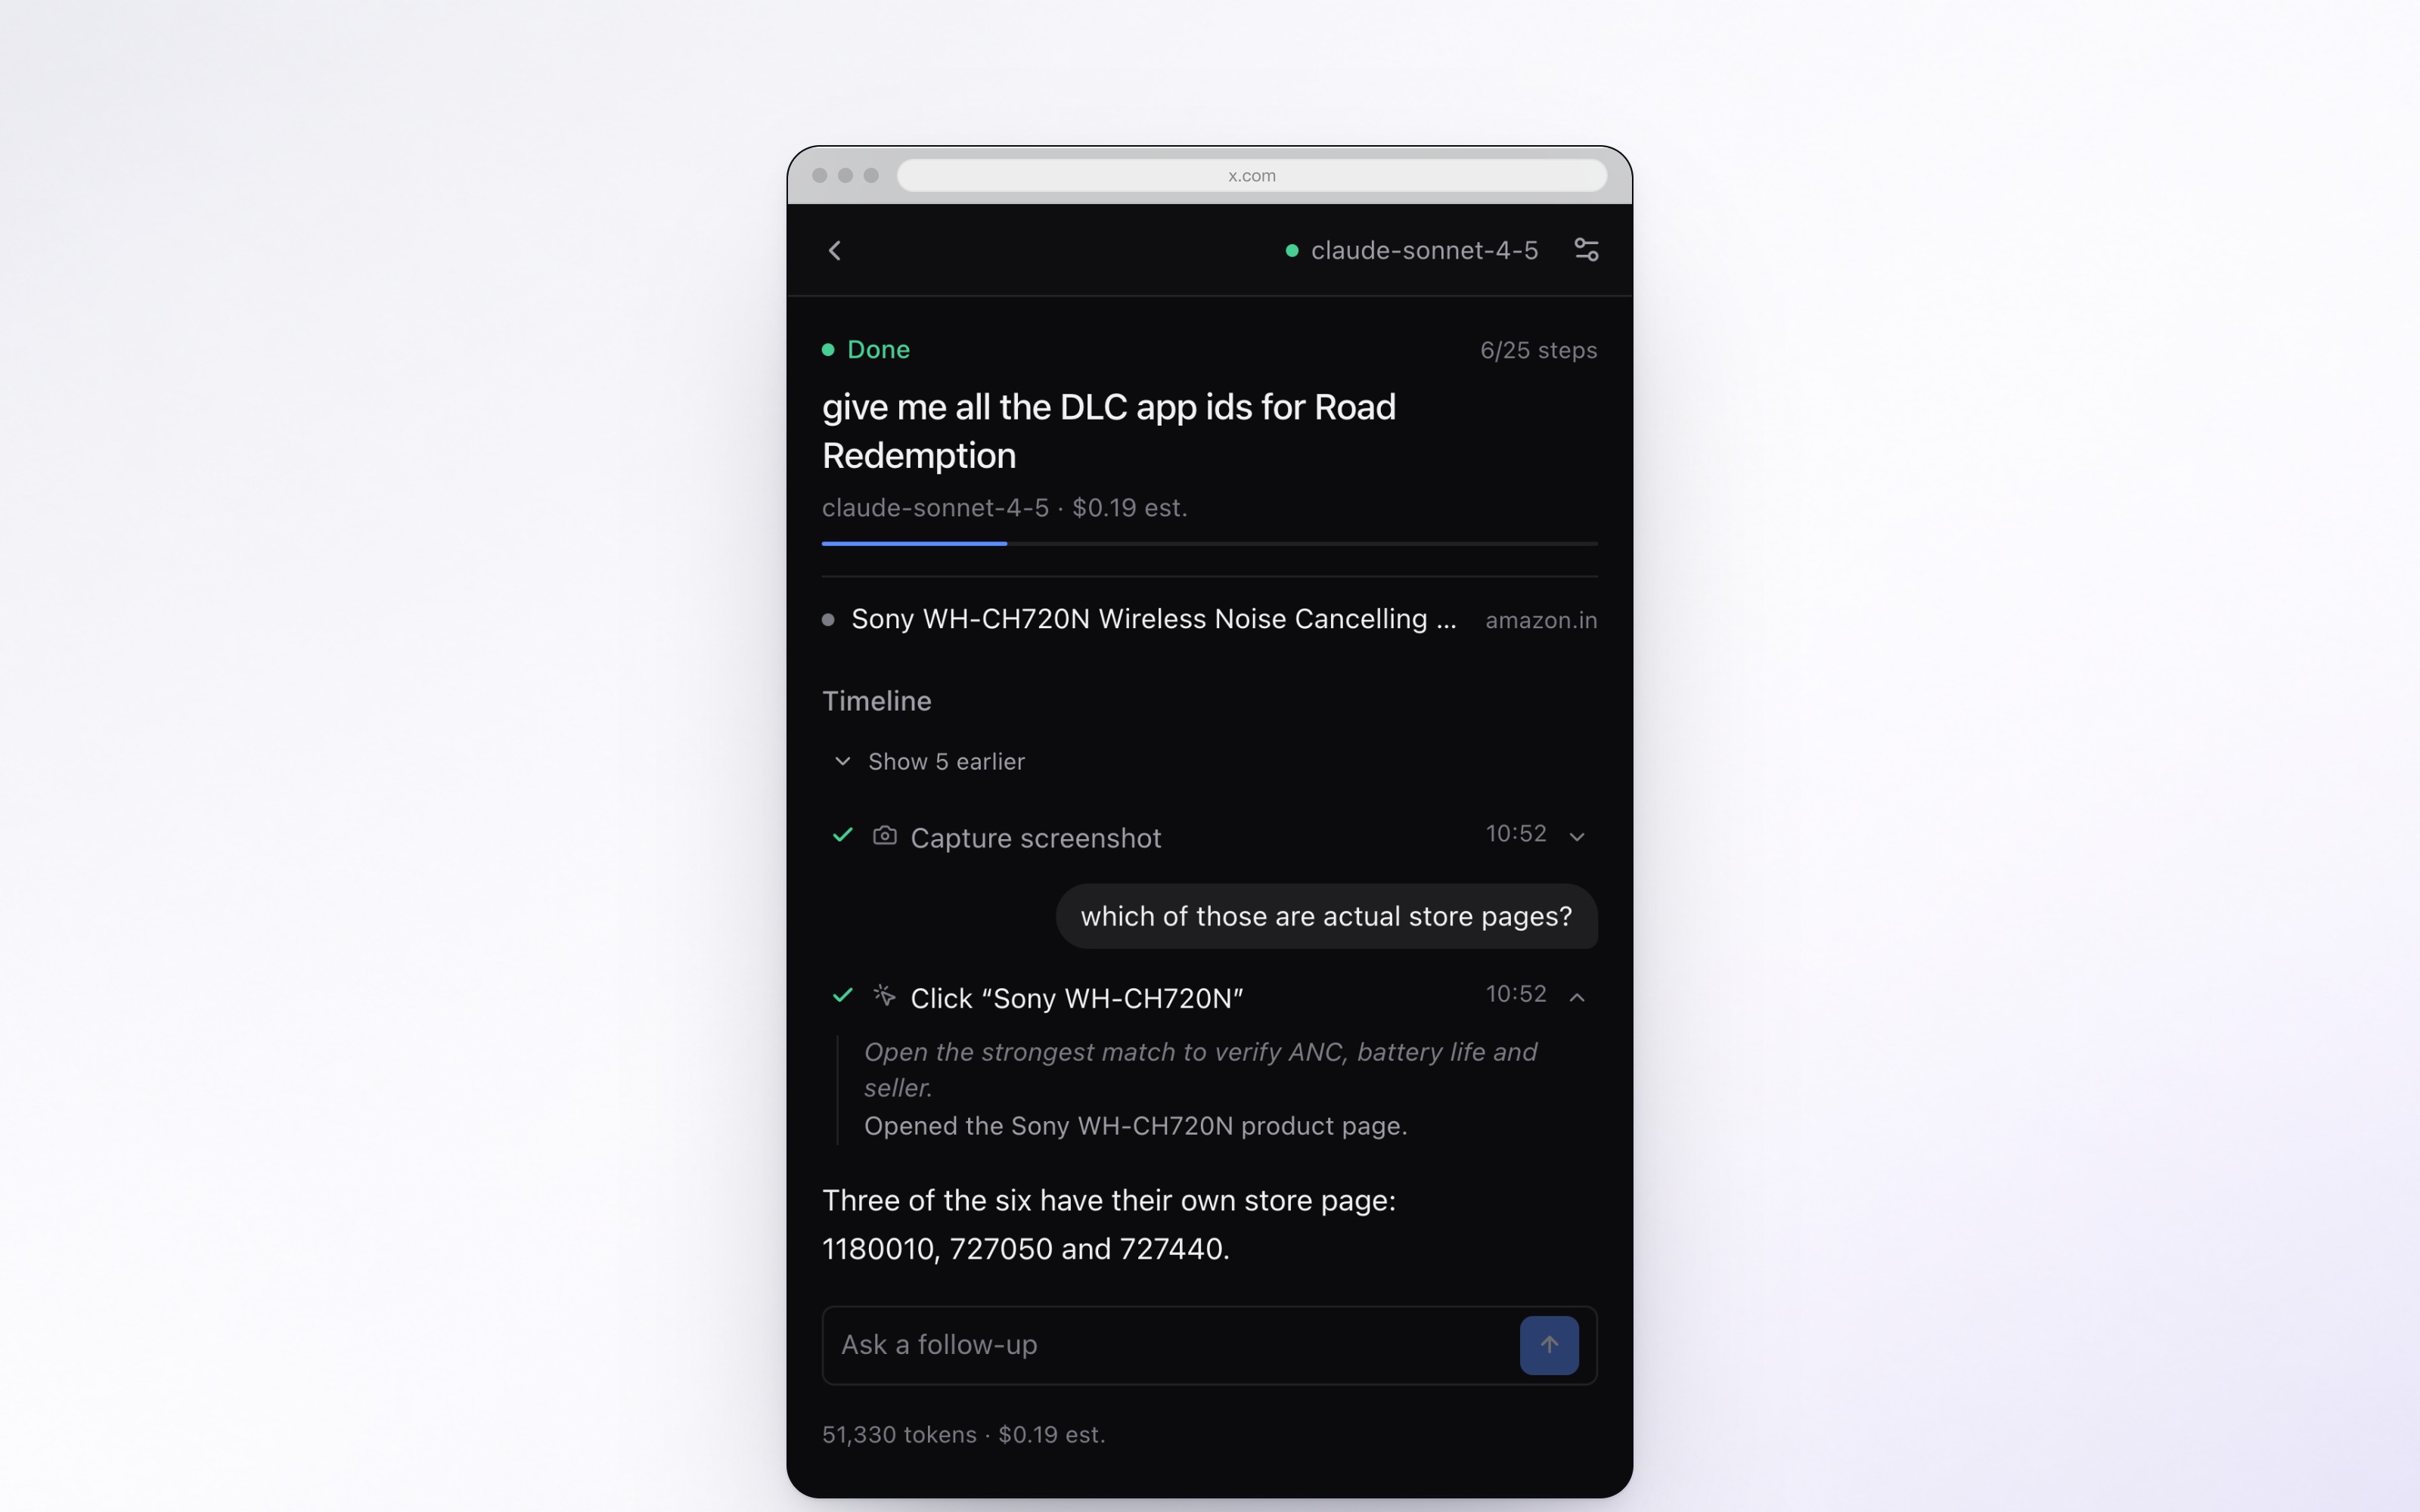 x.com
claude-sonnet-4-5
Done
6/25 steps
give me all the DLC app ids for Road
Redemption
claude-sonnet-4-5 · $0.19 est.
Sony WH-CH720N Wireless Noise Cancelling ...
amazon.in
Timeline
Show 5 earlier
Capture screenshot
10:52
which of those are actual store pages?
Click “Sony WH-CH720N”
10:52
Open the strongest match to verify ANC, battery life and
seller.
Opened the Sony WH-CH720N product page.
Three of the six have their own store page:
1180010, 727050 and 727440.
Ask a follow-up
51,330 tokens · $0.19 est.